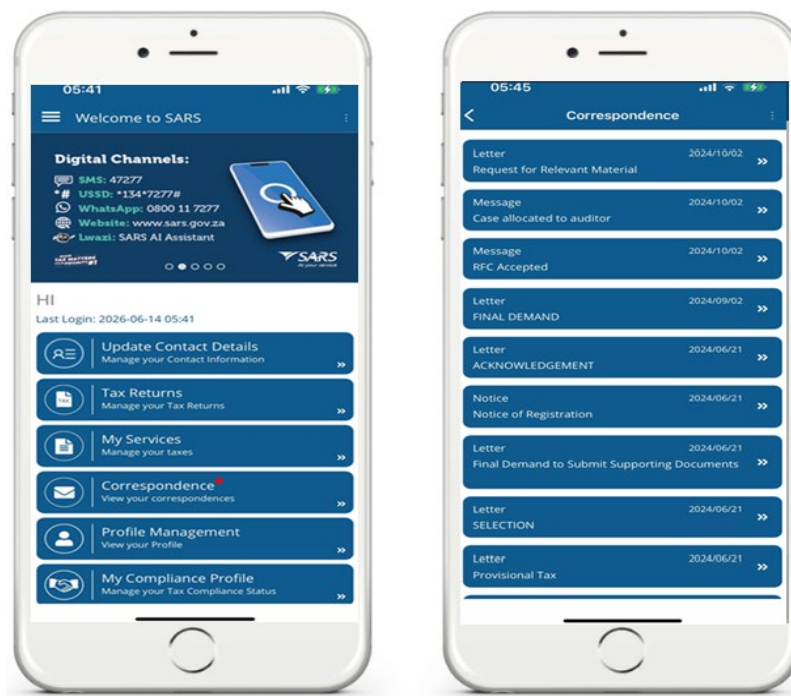 05:41
Welcome to SARS
Digital Channels:
SMS: 47277
*# USSD: *134*7277#
WhatsApp: 0800 11 7277
Website: www.sars.gov.za
Lwazi: SARS AI Assistant
SARS
At your service
HI
Last Login: 2026-06-14 05:41
Update Contact Details
Manage your Contact Information
TAX
Tax Returns
Manage your Tax Returns
My Services
Manage your taxes
Correspondence
View your correspondences
Profile Management
View your Profile
My Compliance Profile
Manage your Tax Compliance Status
05:45
Correspondence
Letter 2024/10/02
Request for Relevant Material
Message 2024/10/02
Case allocated to auditor
Message 2024/10/02
RFC Accepted
Letter 2024/09/02
FINAL DEMAND
Letter 2024/06/21
ACKNOWLEDGEMENT
Notice 2024/06/21
Notice of Registration
Letter 2024/06/21
Final Demand to Submit Supporting Documents
Letter 2024/06/21
SELECTION
Letter 2024/06/21
Provisional Tax